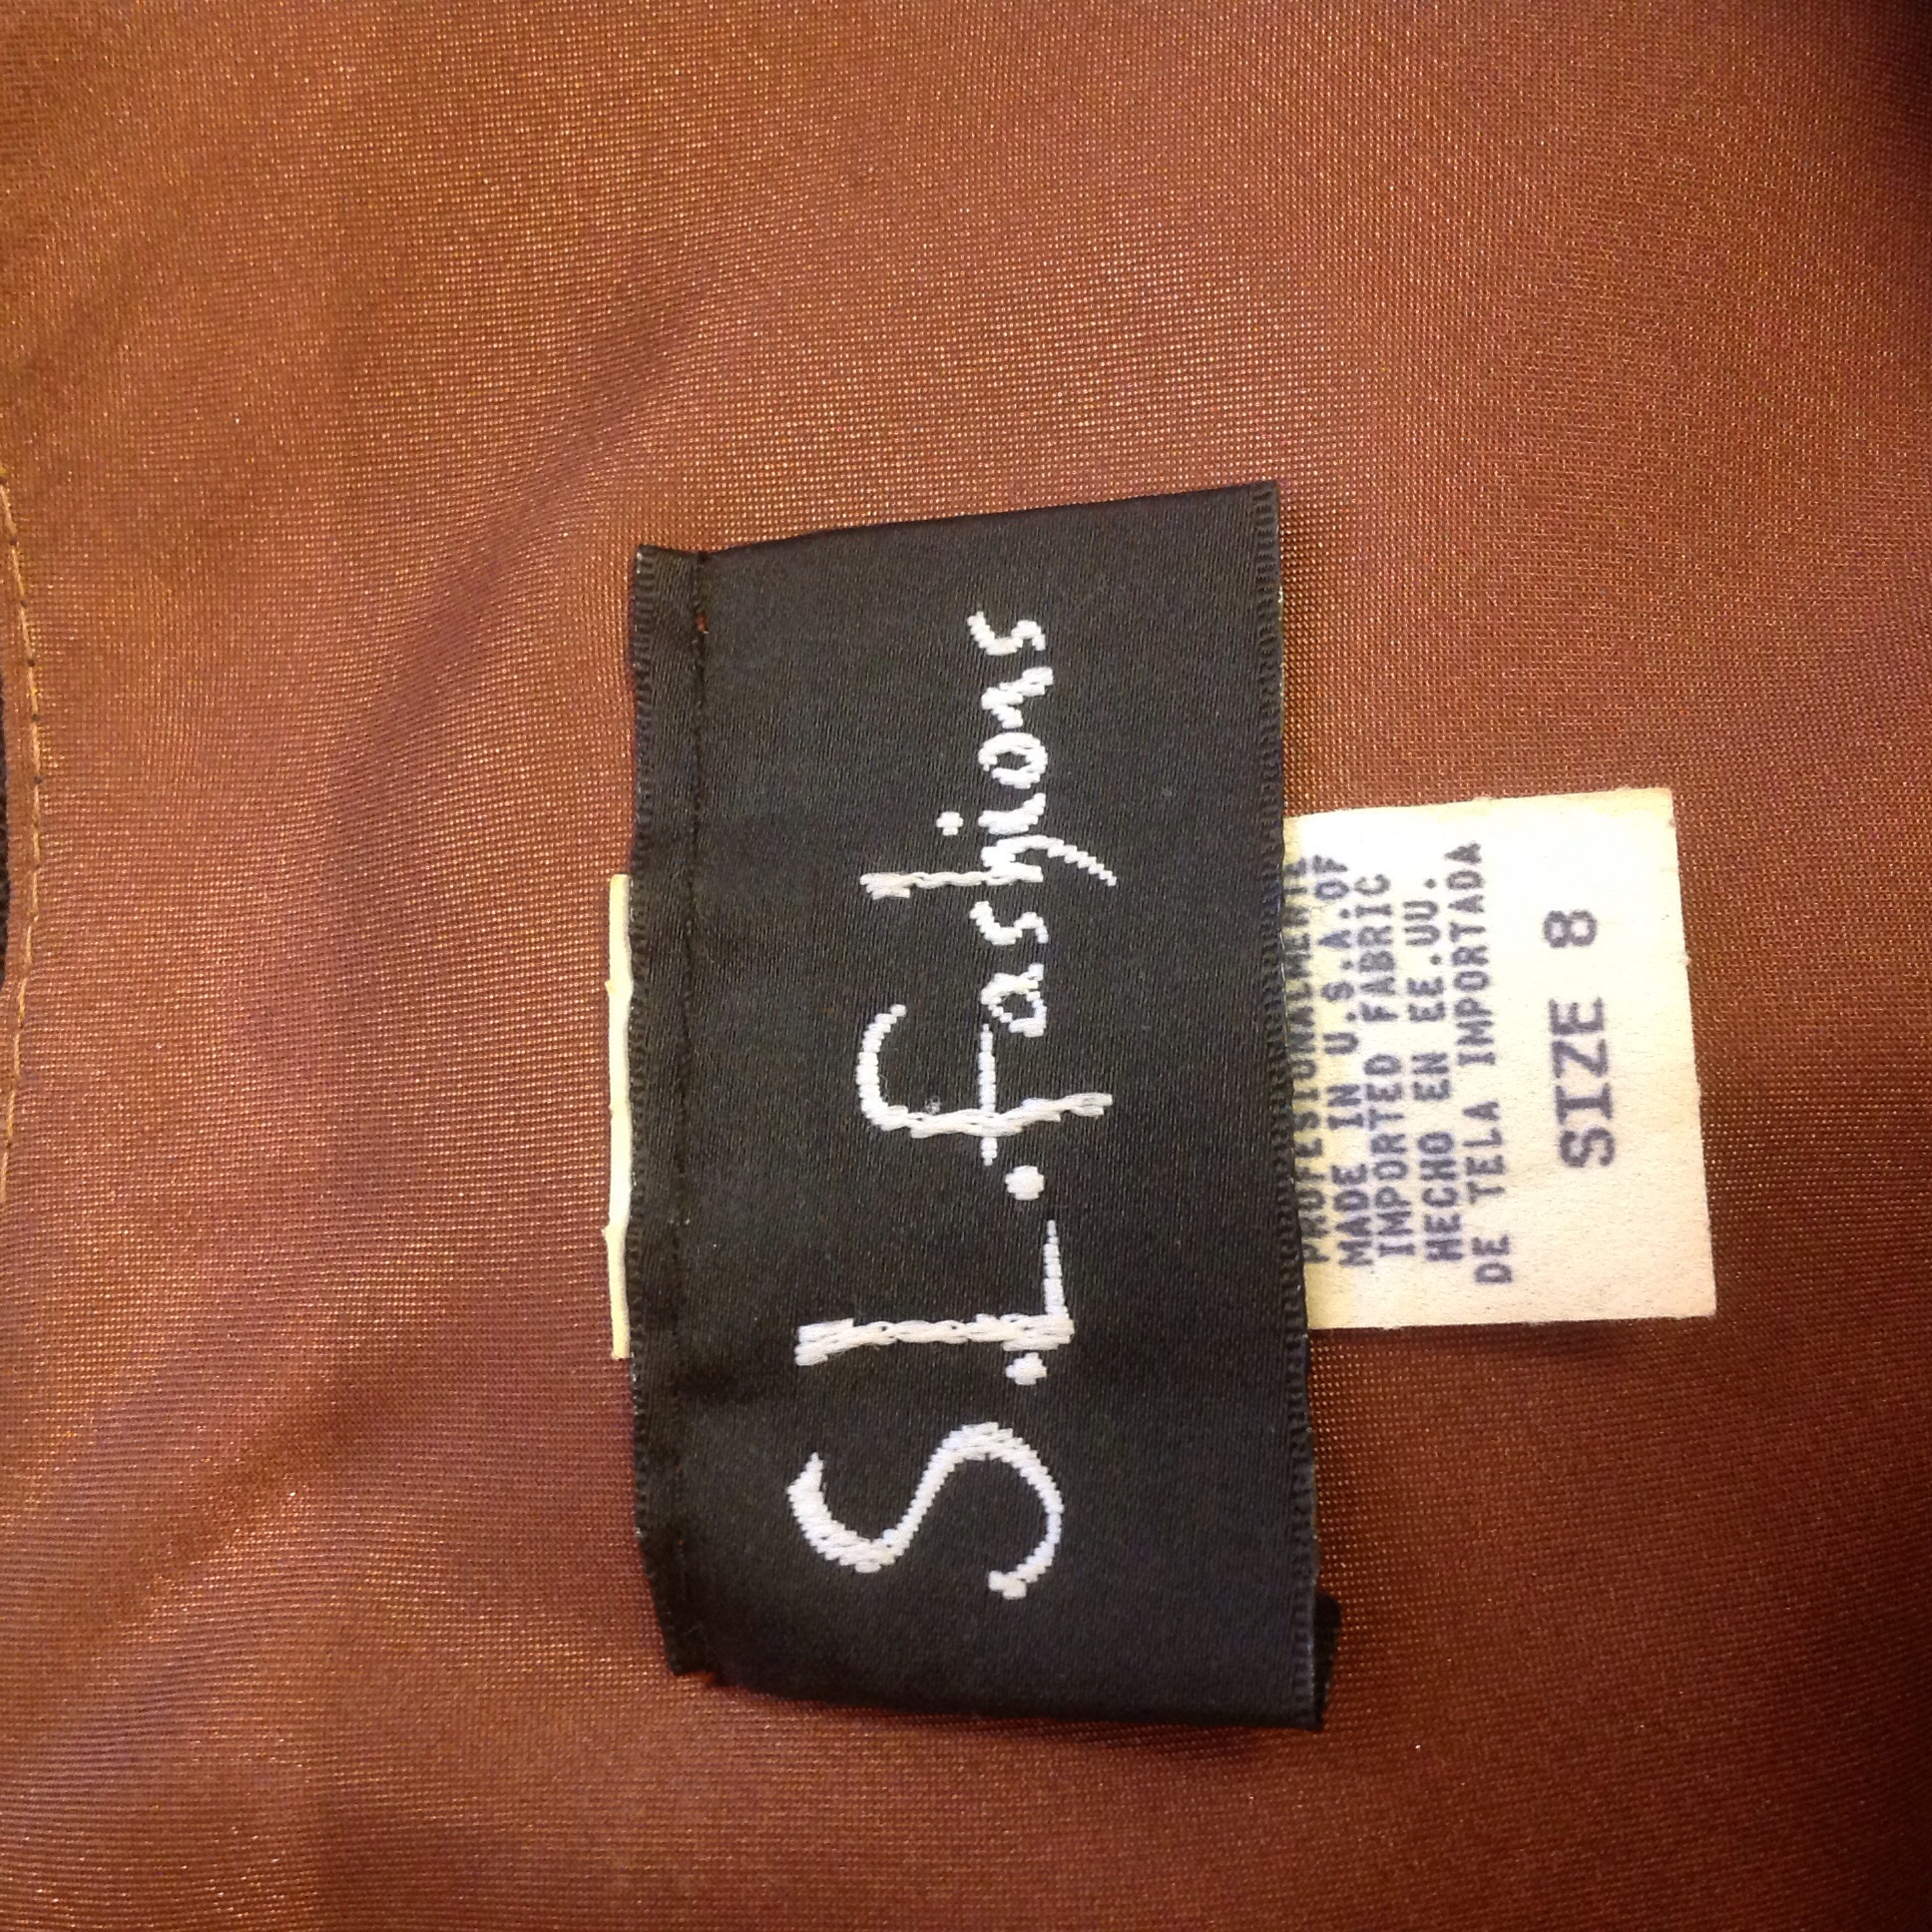 S.L. fashions
PROFESIONALMENTE
MADE IN U.S.A. OF
IMPORTED FABRIC
HECHO EN EE.UU.
DE TELA IMPORTADA
SIZE 8